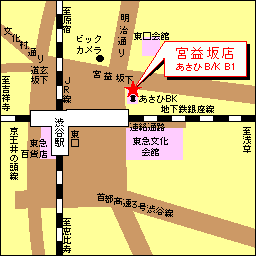 至原宿
明治通り
文化村通り
ビック
カメラ
東口会館
宮益坂店
あさひB/K B1
道玄坂
JR線
宮益坂下
至吉祥寺
あさひBK
地下鉄銀座線
渋谷駅
連絡通路
至浅草
京王井の頭線
東急
百貨店
東口
東急文化
会館
首都高速3号渋谷線
至恵比寿